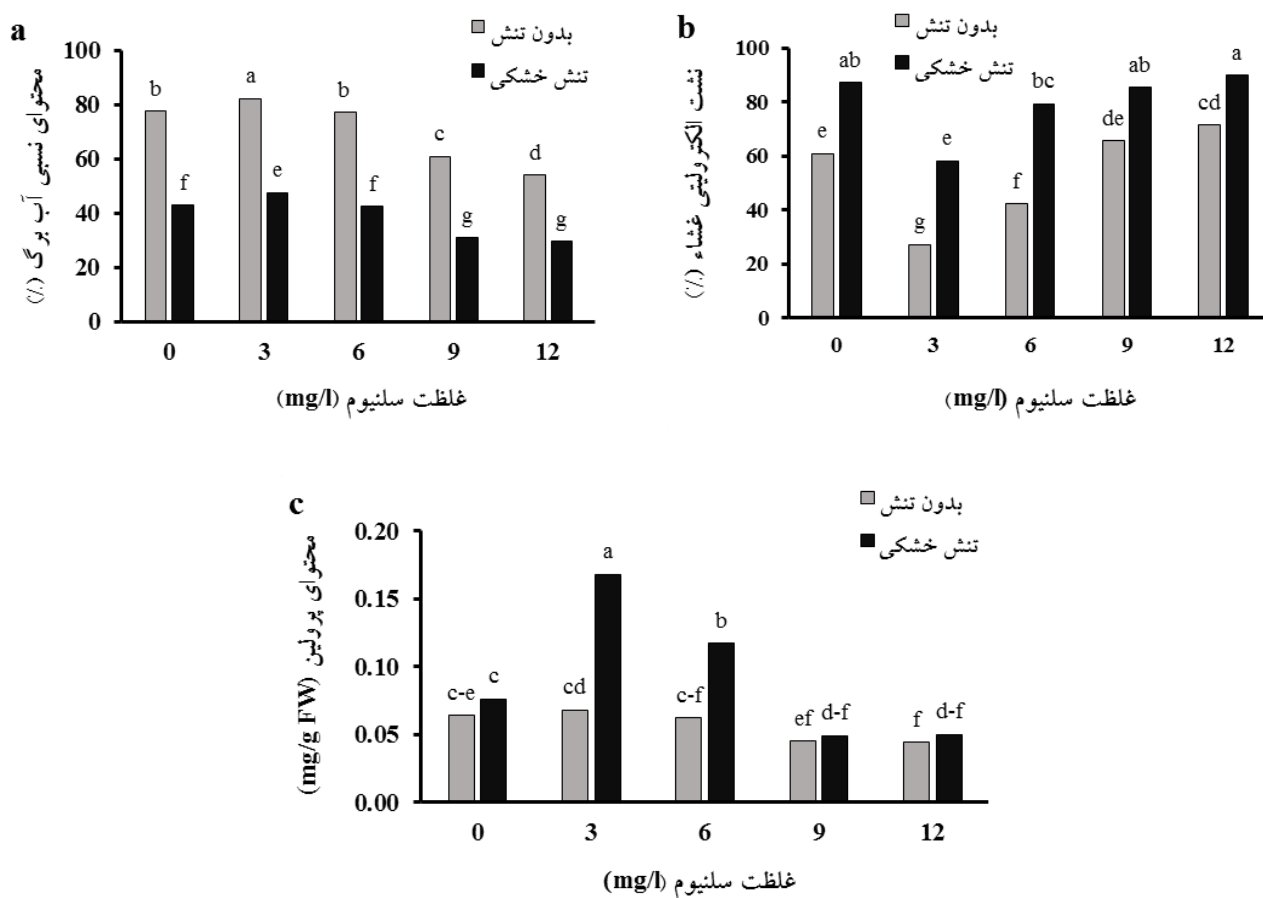 a
بدون تنش
تنش خشکی
محتوای نسبی آب برگ (٪)
100
80
60
40
20
0
b
a
b
c
d
f
e
f
g
g
0 3 6 9 12
غلظت سلنیوم (mg/l)
b
بدون تنش
تنش خشکی
نشت الکترولیتی غشاء (٪)
100
80
60
40
20
0
ab
e
bc
ab
a
e
g
f
de
cd
0 3 6 9 12
غلظت سلنیوم (mg/l)
c
بدون تنش
تنش خشکی
محتوای پرولین
(mg/g FW)
0.20
0.15
0.10
0.05
0.00
c-e
c
cd
a
c-f
b
ef
d-f
f
d-f
0 3 6 9 12
غلظت سلنیوم (mg/l)